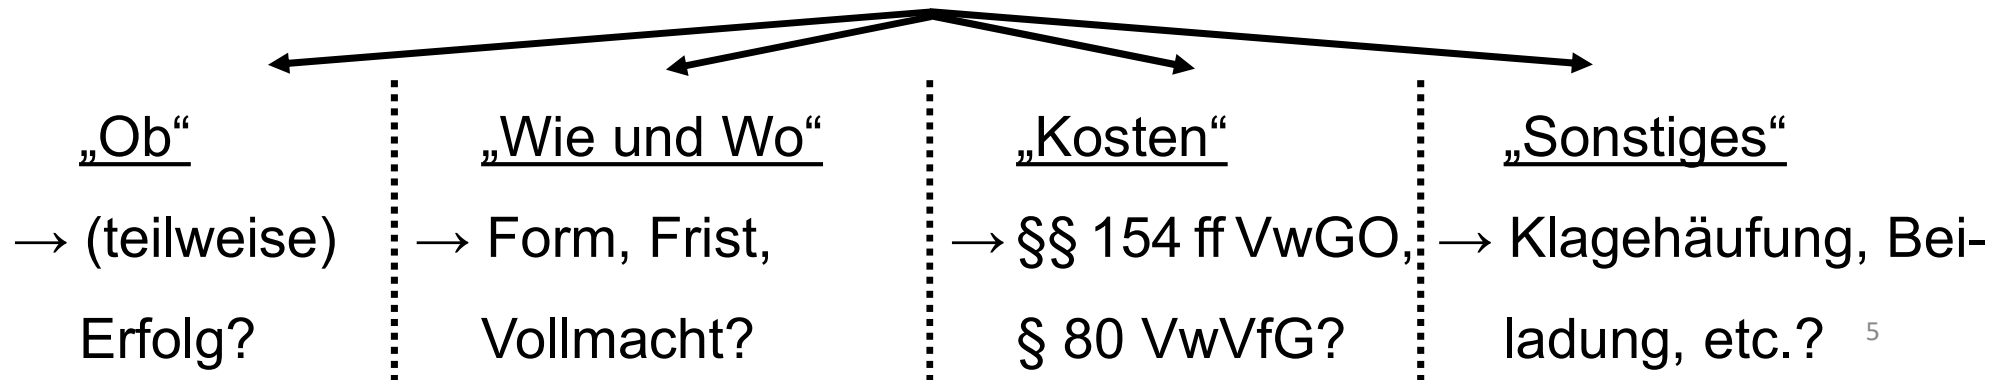 „Ob“
→ (teilweise)
Erfolg?
„Wie und Wo“
→ Form, Frist,
Vollmacht?
„Kosten“
→ §§ 154 ff VwGO,
§ 80 VwVfG?
„Sonstiges“
→ Klagehäufung, Bei-
ladung, etc.?
5